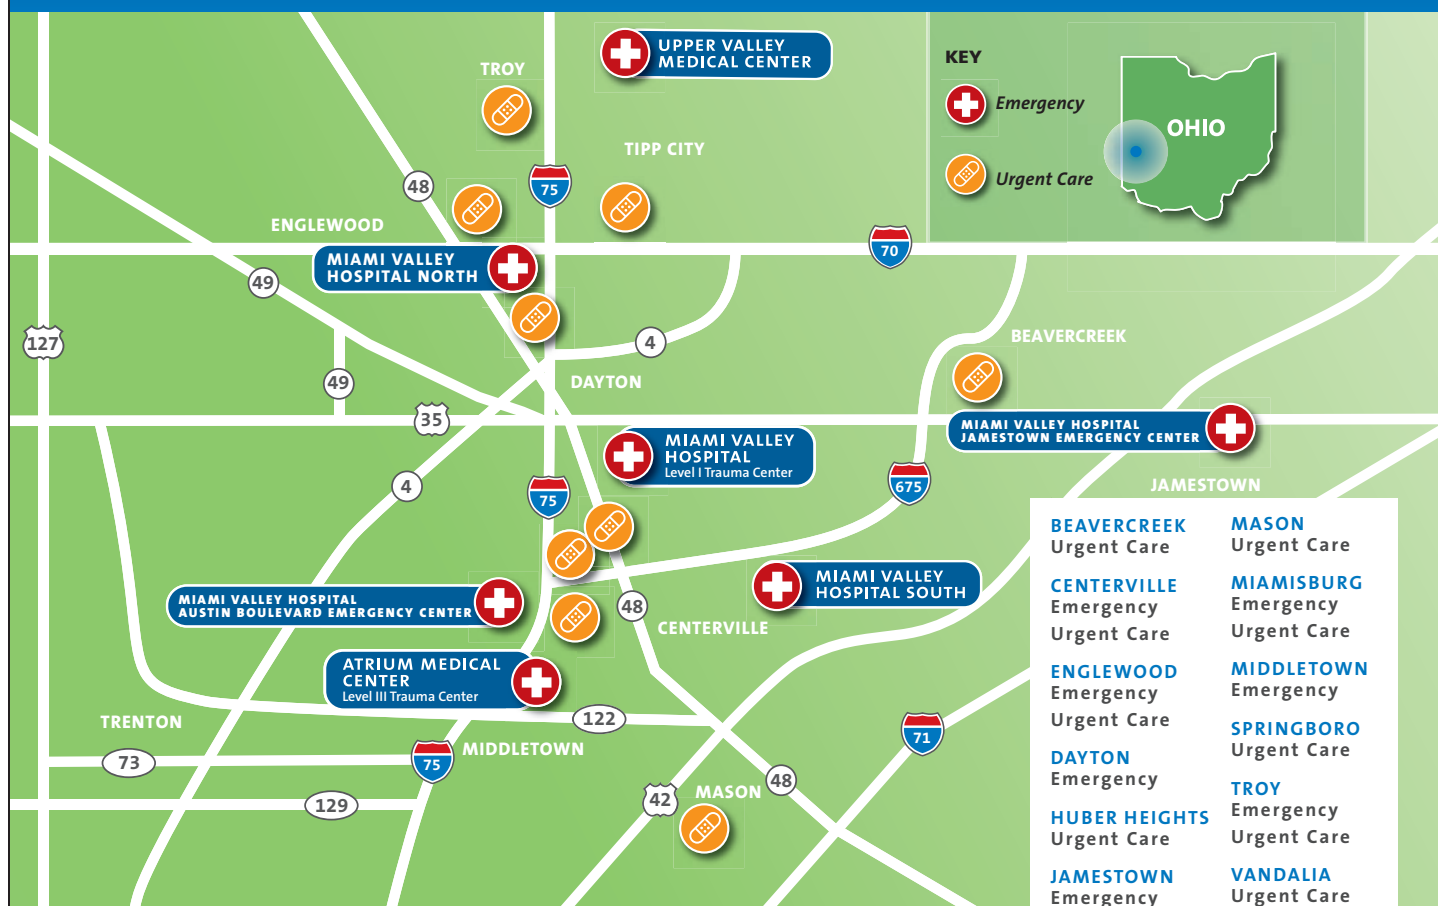 UPPER VALLEY
MEDICAL CENTER
TROY
KEY
Emergency
OHIO
TIPP CITY
Urgent Care
48
75
ENGLEWOOD
MIAMI VALLEY
HOSPITAL NORTH
70
49
127
4
BEAVERCREEK
49
DAYTON
35
MIAMI VALLEY HOSPITAL
JAMESTOWN EMERGENCY CENTER
MIAMI VALLEY
HOSPITAL
Level I Trauma Center
4
75
675
JAMESTOWN
MIAMI VALLEY
HOSPITAL SOUTH
MIAMI VALLEY HOSPITAL
AUSTIN BOULEVARD EMERGENCY CENTER
48
CENTERVILLE
ATRIUM MEDICAL
CENTER
Level III Trauma Center
TRENTON
122
73
75
MIDDLETOWN
71
129
42
MASON
48
BEAVERCREEK
Urgent Care
CENTERVILLE
Emergency
Urgent Care
ENGLEWOOD
Emergency
Urgent Care
DAYTON
Emergency
HUBER HEIGHTS
Urgent Care
JAMESTOWN
Emergency
MASON
Urgent Care
MIAMISBURG
Emergency
Urgent Care
MIDDLETOWN
Emergency
SPRINGBORO
Urgent Care
TROY
Emergency
Urgent Care
VANDALIA
Urgent Care